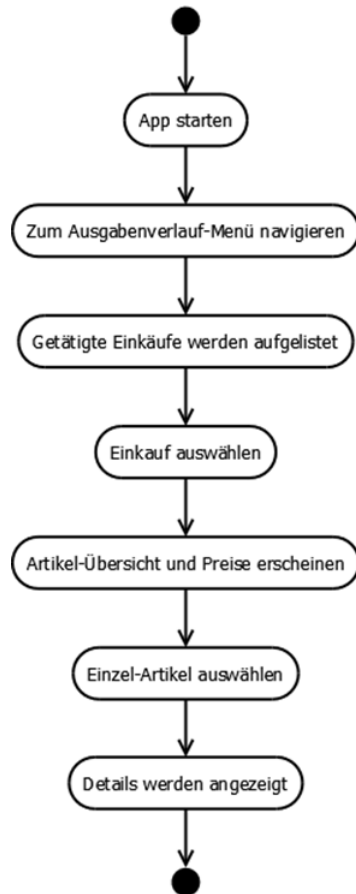 App starten
Zum Ausgabenverlauf-Menü navigieren
Getätigte Einkäufe werden aufgelistet
Einkauf auswählen
Artikel-Übersicht und Preise erscheinen
Einzel-Artikel auswählen
Details werden angezeigt